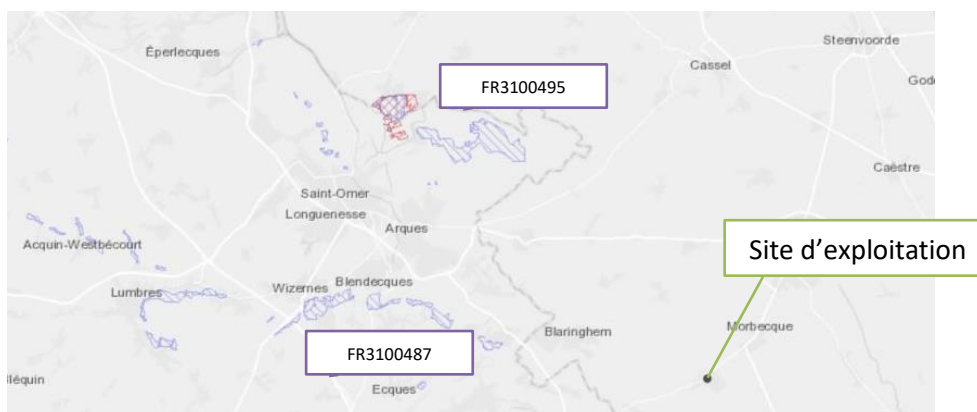 Steenvoorde
Éperlecques
Cassel
FR3100495
Caëstre
Saint-Omer
Longuenesse
Arques
Acquin-Westbécourt
Site d'exploitation
Wizernes
Blendecques
Lumbres
Blaringhem
Morbecque
FR3100487
Ecques